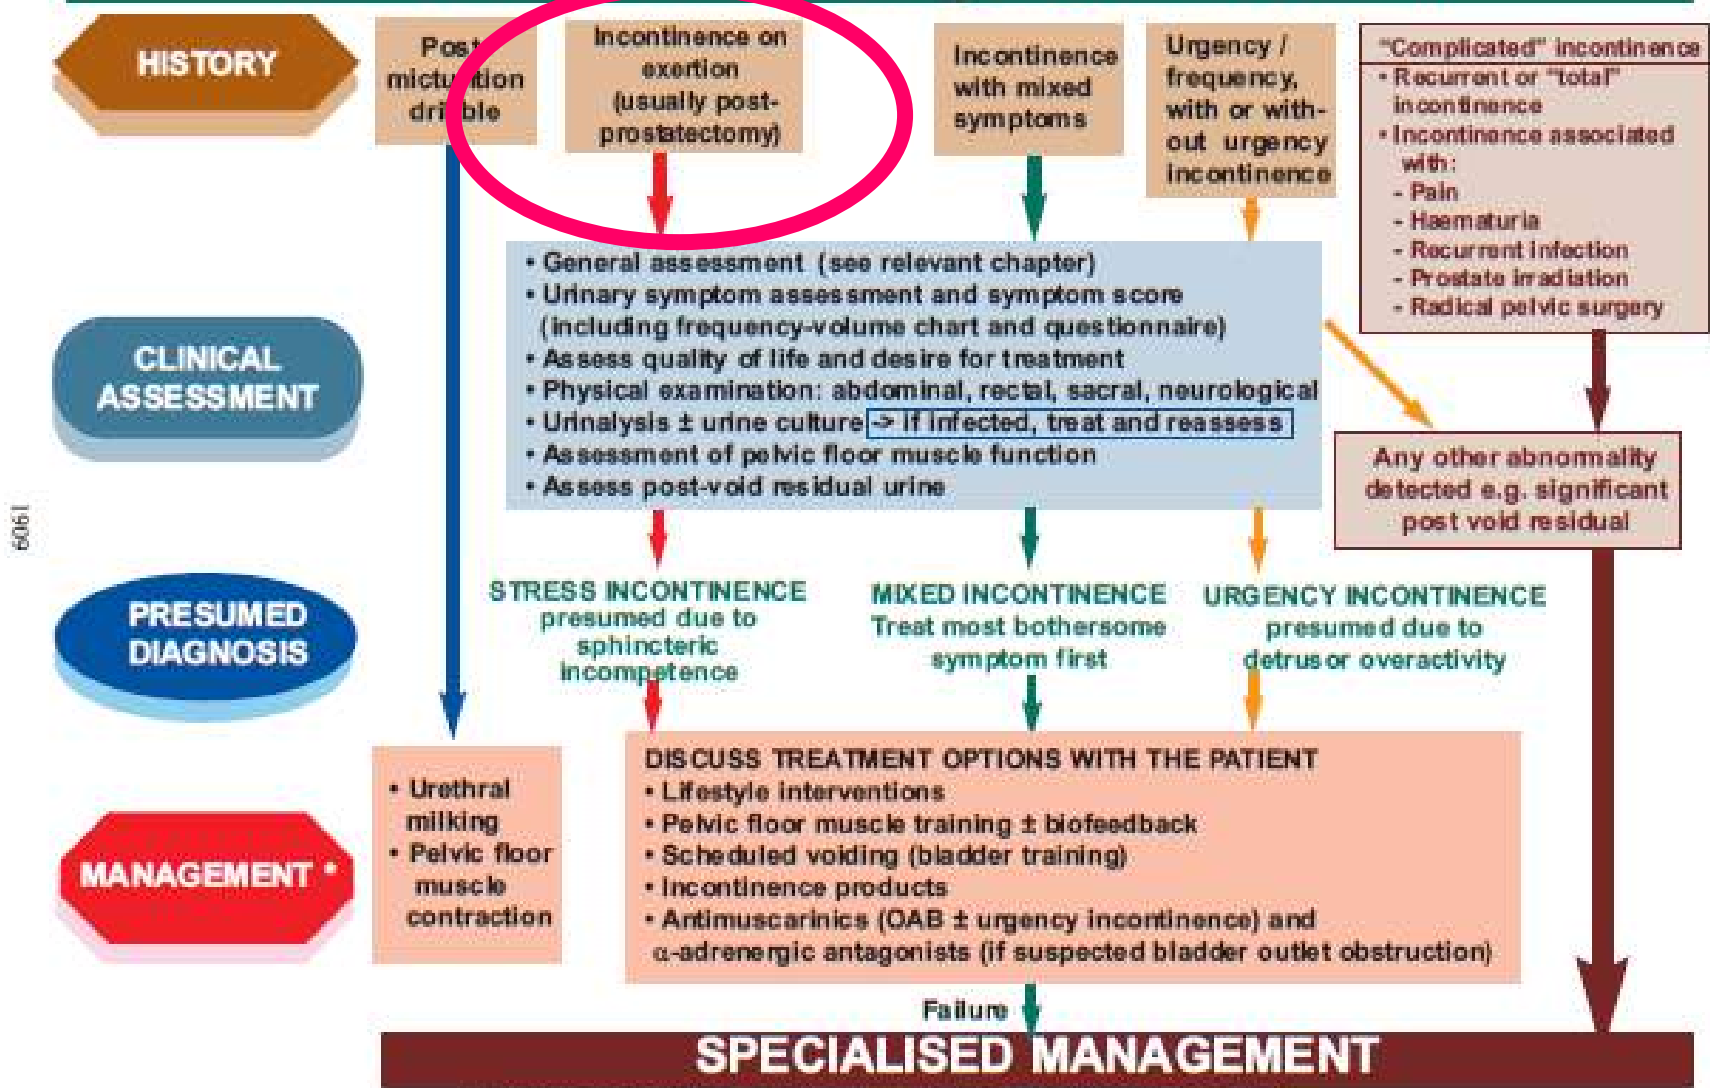 HISTORY
Post
micturition
dribble
Incontinence on
exertion
(usually post-
prostatectomy)
Incontinence
with mixed
symptoms
Urgency /
frequency,
with or with-
out urgency
incontinence
“Complicated” incontinence
• Recurrent or “total”
incontinence
• Incontinence associated
with:
- Pain
- Haematuria
- Recurrent infection
- Prostate irradiation
- Radical pelvic surgery
CLINICAL
ASSESSMENT
• General assessment (see relevant chapter)
• Urinary symptom assessment and symptom score
(including frequency-volume chart and questionnaire)
• Assess quality of life and desire for treatment
• Physical examination: abdominal, rectal, sacral, neurological
• Urinalysis ± urine culture -> if infected, treat and reassess
• Assessment of pelvic floor muscle function
• Assess post-void residual urine
Any other abnormality
detected e.g. significant
post void residual
1909
PRESUMED
DIAGNOSIS
STRESS INCONTINENCE
presumed due to
sphincteric
incompetence
MIXED INCONTINENCE
Treat most bothersome
symptom first
URGENCY INCONTINENCE
presumed due to
detrusor overactivity
MANAGEMENT *
• Urethral
milking
• Pelvic floor
muscle
contraction
DISCUSS TREATMENT OPTIONS WITH THE PATIENT
• Lifestyle interventions
• Pelvic floor muscle training ± biofeedback
• Scheduled voiding (bladder training)
• Incontinence products
• Antimuscarinics (OAB ± urgency incontinence) and
α-adrenergic antagonists (if suspected bladder outlet obstruction)
Failure
SPECIALISED MANAGEMENT